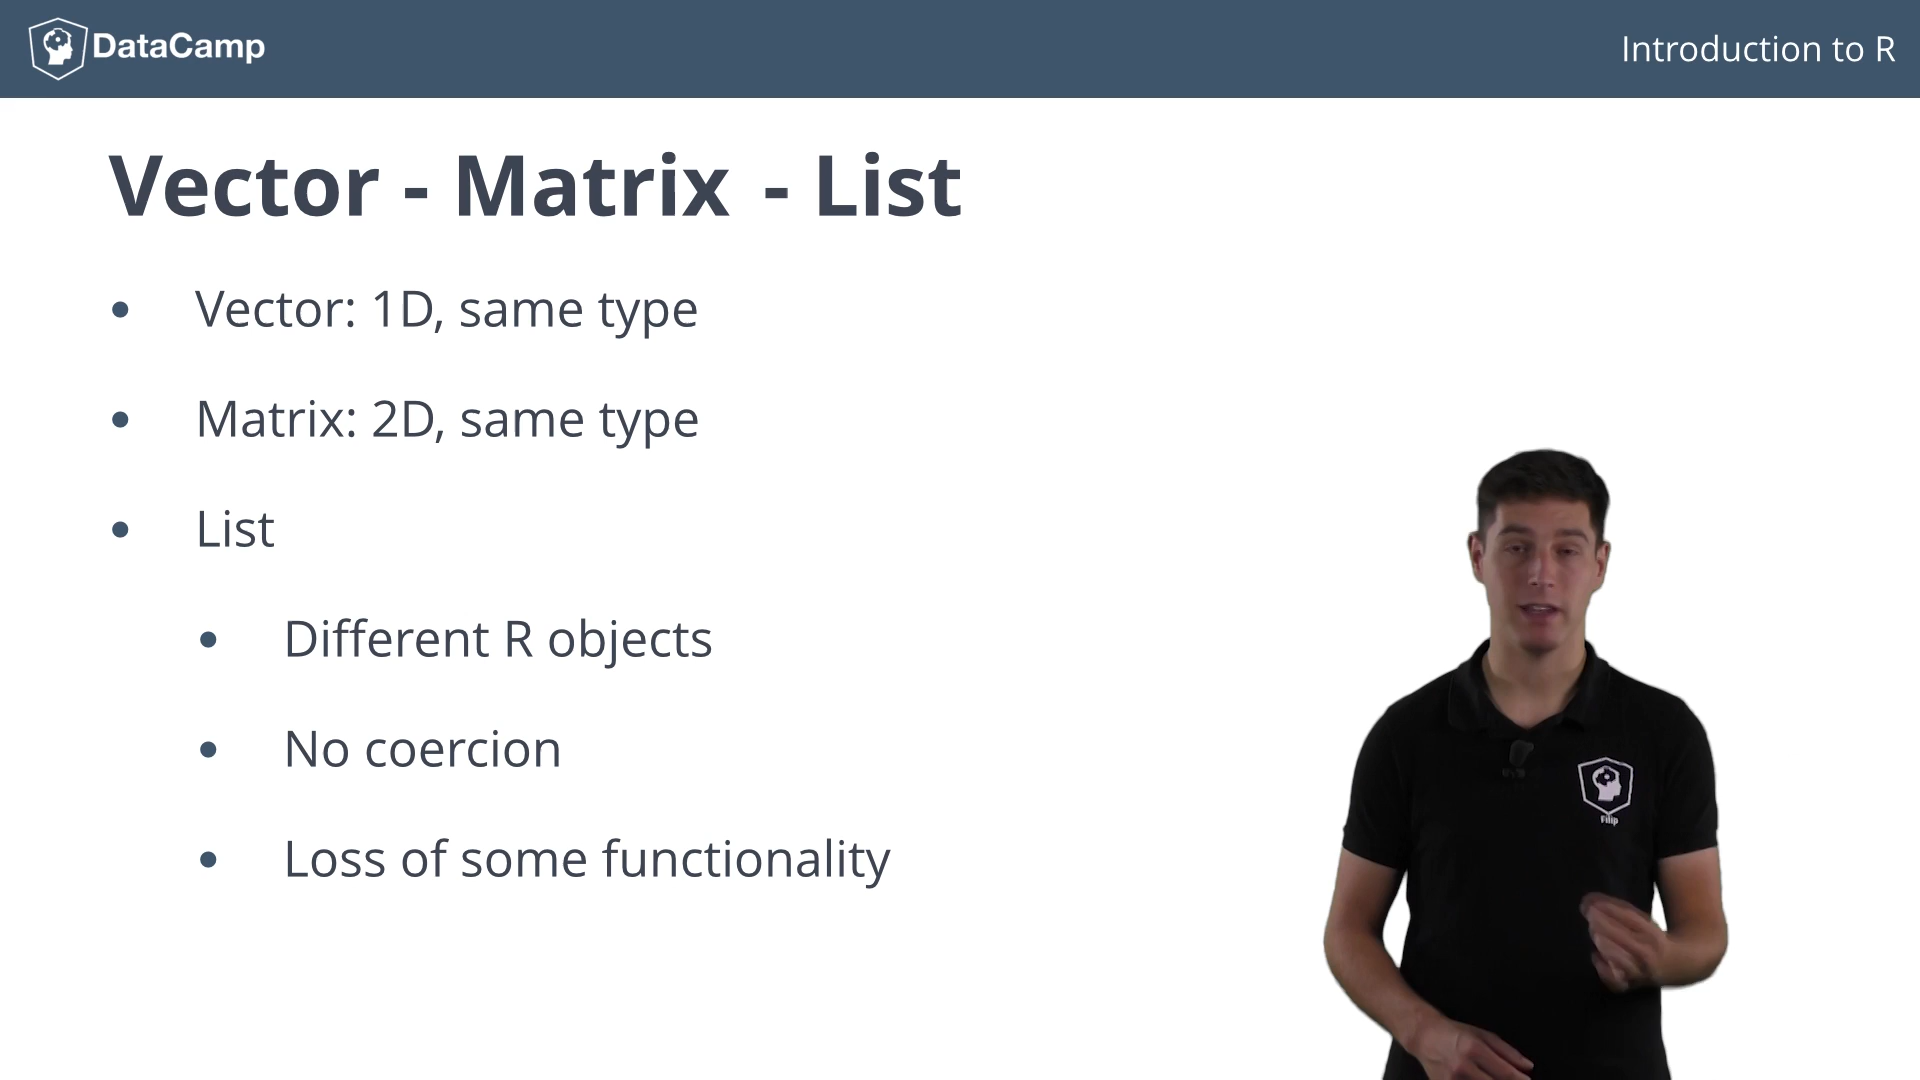 DataCamp
Introduction to R
Vector - Matrix - List
• Vector: 1D, same type
• Matrix: 2D, same type
• List
• Different R objects
• No coercion
• Loss of some functionality
Filip